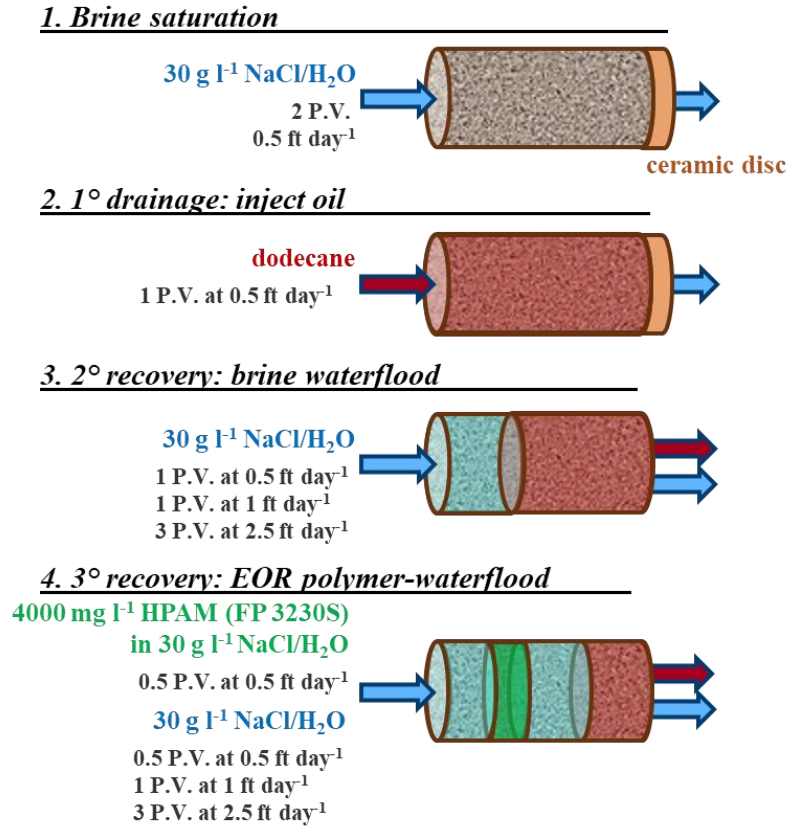 1. Brine saturation
30 g l⁻¹ NaCl/H₂O
2 P.V.
0.5 ft day⁻¹
ceramic disc
2. 1° drainage: inject oil
dodecane
1 P.V. at 0.5 ft day⁻¹
3. 2° recovery: brine waterflood
30 g l⁻¹ NaCl/H₂O
1 P.V. at 0.5 ft day⁻¹
1 P.V. at 1 ft day⁻¹
3 P.V. at 2.5 ft day⁻¹
4. 3° recovery: EOR polymer-waterflood
4000 mg l⁻¹ HPAM (FP 3230S)
in 30 g l⁻¹ NaCl/H₂O
0.5 P.V. at 0.5 ft day⁻¹
30 g l⁻¹ NaCl/H₂O
0.5 P.V. at 0.5 ft day⁻¹
1 P.V. at 1 ft day⁻¹
3 P.V. at 2.5 ft day⁻¹